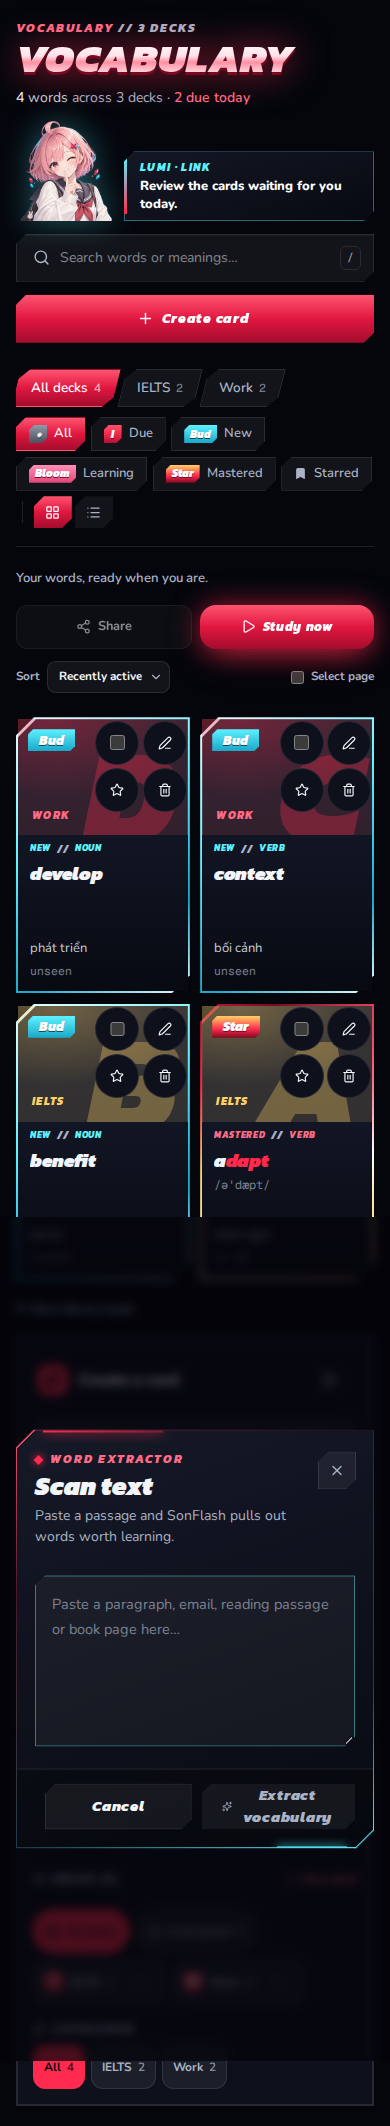 VOCABULARY // 3 DECKS
VOCABULARY
4 words across 3 decks · 2 due today
LUMI · LINK
Review the cards waiting for you
today.
Search words or meanings...
/
+ Create card
All decks 4
IELTS 2
Work 2
All
! Due
Bud New
Bloom Learning
Star Mastered
Starred
Your words, ready when you are.
Share
Study now
Sort
Recently active
Select page
Bud
WORK
NEW // NOUN
develop
phát triển
unseen
Bud
WORK
NEW // VERB
context
bối cảnh
unseen
Bud
B
IELTS
NEW // NOUN
benefit
Star
A
IELTS
MASTERED // VERB
adapt
/əˈdæpt/
Create a card
WORD EXTRACTOR
Scan text
Paste a passage and SonFlash pulls out
words worth learning.
Paste a paragraph, email, reading passage
or book page here...
Cancel
Extract
vocabulary
All 4
IELTS 2
Work 2